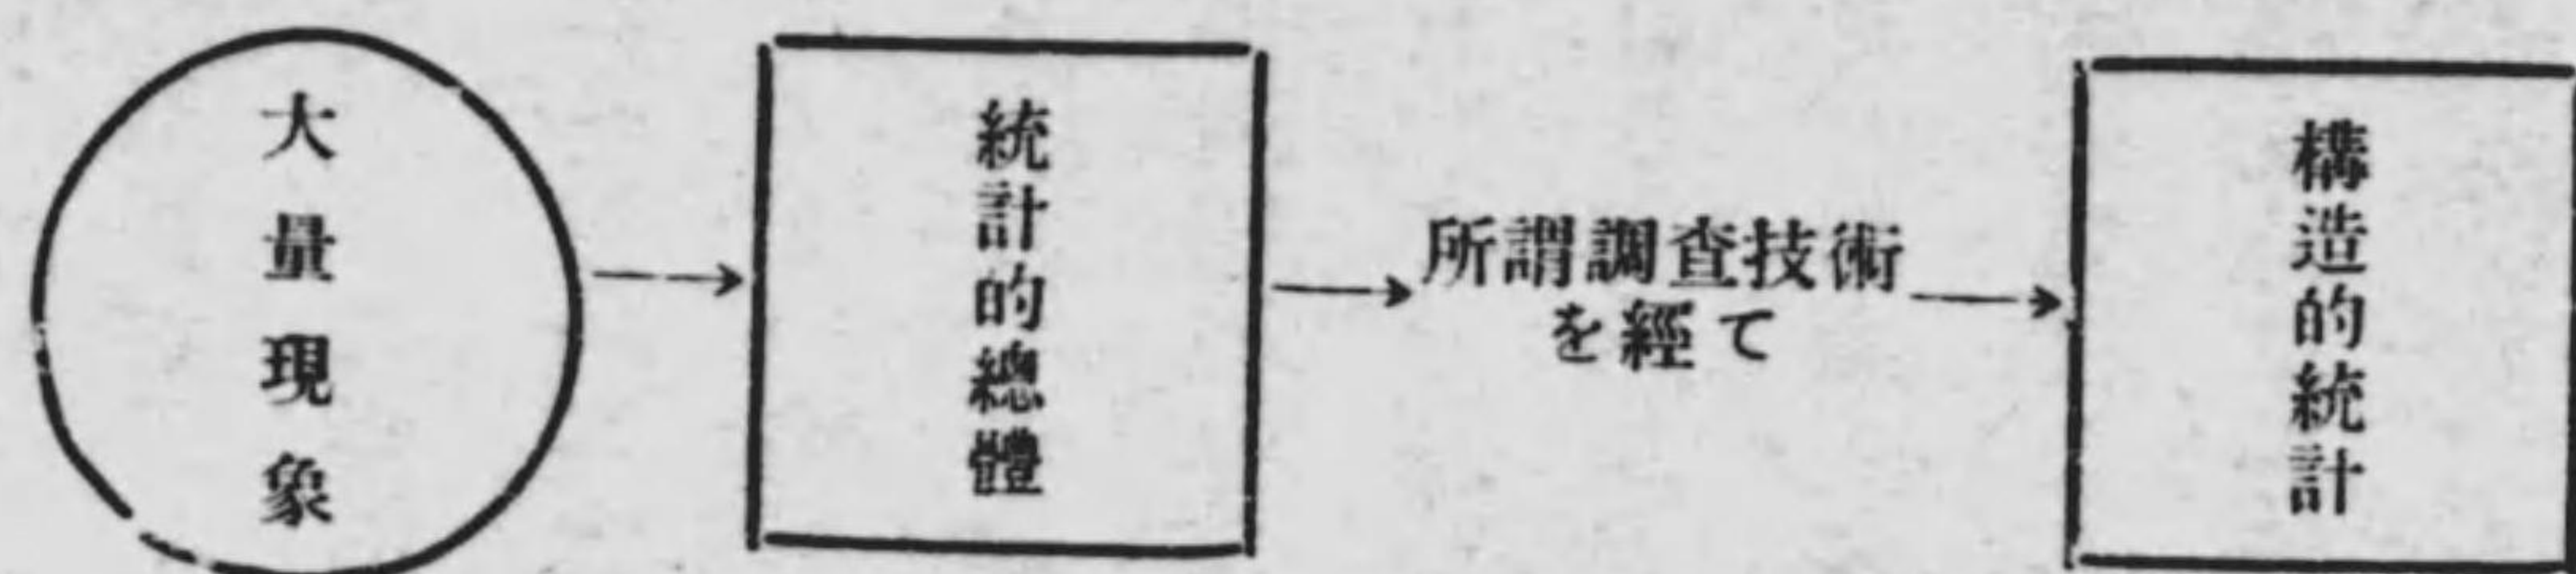 大量現象
統計的總體
所謂調査技術
を經て
構造的統計